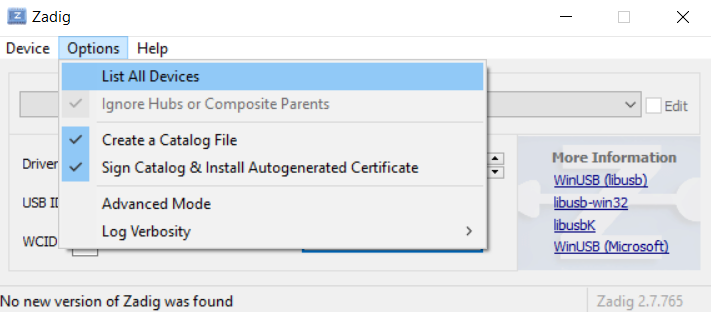 Zadig
Device Options Help
List All Devices
Ignore Hubs or Composite Parents
Edit
Create a Catalog File
Sign Catalog & Install Autogenerated Certificate
Advanced Mode
Log Verbosity
Driver
USB ID
WCID
More Information
WinUSB (libusb)
libusb-win32
libusbK
WinUSB (Microsoft)
No new version of Zadig was found
Zadig 2.7.765